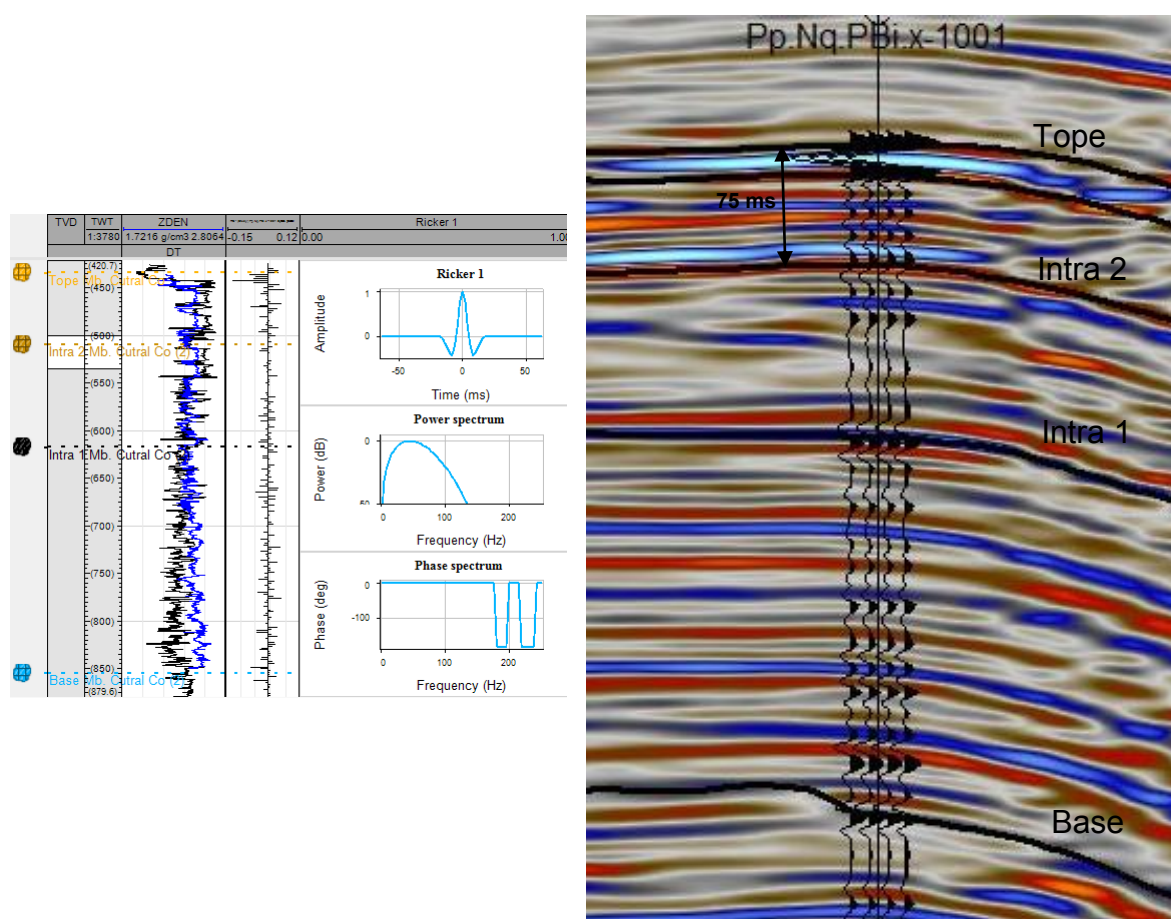 TVD TWT ZDEN Ricker 1
1:3780 1.7216 g/cm3 2.8064 -0.15 0.12 0.00 1.00
DT
(420.7)
Tope Mb. Cutral Co
(450)
(500)
Intra 2 Mb. Cutral Co (2)
(550)
(600)
Intra 1 Mb. Cutral Co
(650)
(700)
(750)
(800)
(850)
Base Mb. Cutral Co (2)
(879.6)
Ricker 1
Amplitude
1
0
-50 0 50
Time (ms)
Power spectrum
Power (dB)
0
0 100 200
Frequency (Hz)
Phase spectrum
Phase (deg)
0
-100
0 100 200
Frequency (Hz)
Pp.Nq.PBi.x-1001
Tope
75 ms
Intra 2
Intra 1
Base